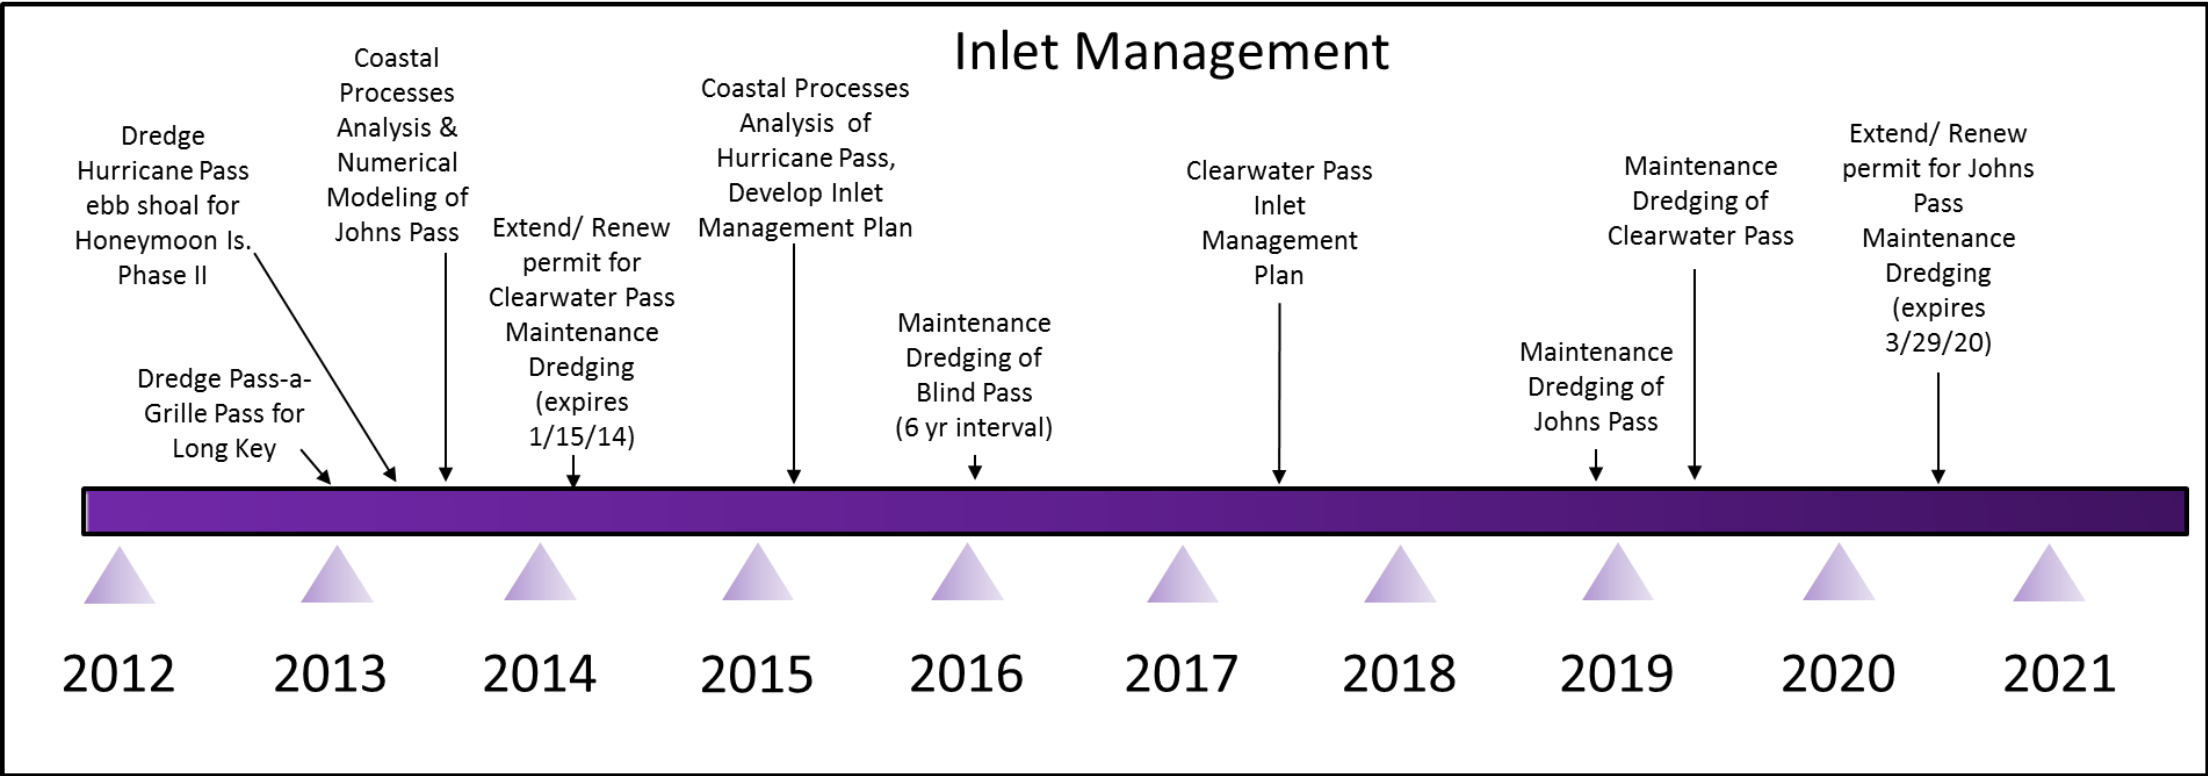 Inlet Management
Dredge
Hurricane Pass
ebb shoal for
Honeymoon Is.
Phase II
Dredge Pass-a-
Grille Pass for
Long Key
Coastal
Processes
Analysis &
Numerical
Modeling of
Johns Pass
Extend/ Renew
permit for
Clearwater Pass
Maintenance
Dredging
(expires
1/15/14)
Coastal Processes
Analysis of
Hurricane Pass,
Develop Inlet
Management Plan
Maintenance
Dredging of
Blind Pass
(6 yr interval)
Clearwater Pass
Inlet
Management
Plan
Maintenance
Dredging of
Johns Pass
Maintenance
Dredging of
Clearwater Pass
Extend/ Renew
permit for Johns
Pass
Maintenance
Dredging
(expires
3/29/20)
2012 2013 2014 2015 2016 2017 2018 2019 2020 2021